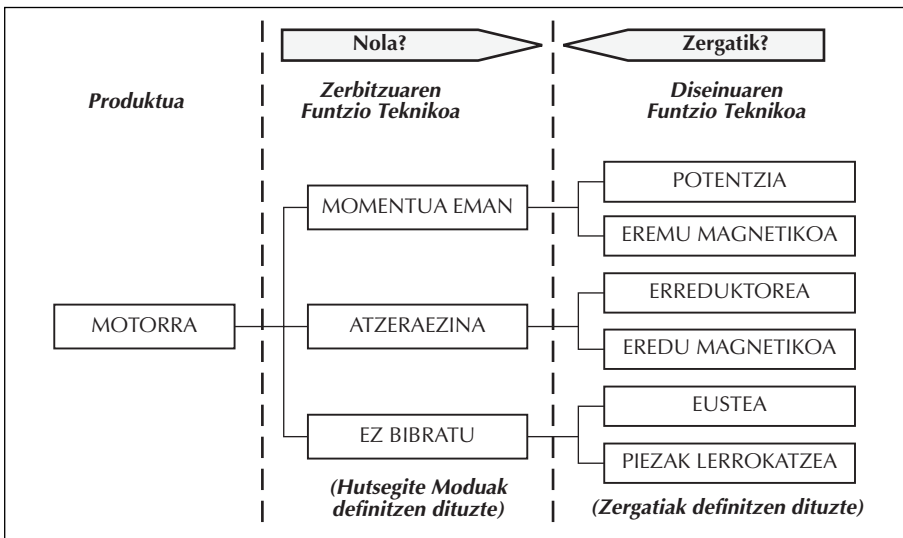 Nola?
Zergatik?
Produktua
Zerbitzuaren
Funtzio Teknikoa
Diseinuaren
Funtzio Teknikoa
MOTORRA
MOMENTUA EMAN
ATZERAEZINA
EZ BIBRATU
POTENTZIA
EREMU MAGNETIKOA
ERREDUKTOREA
EREDU MAGNETIKOA
EUSTEA
PIEZAK LERROKATZEA
(Hutsegite Moduak
definitzen dituzte)
(Zergatiak definitzen dituzte)